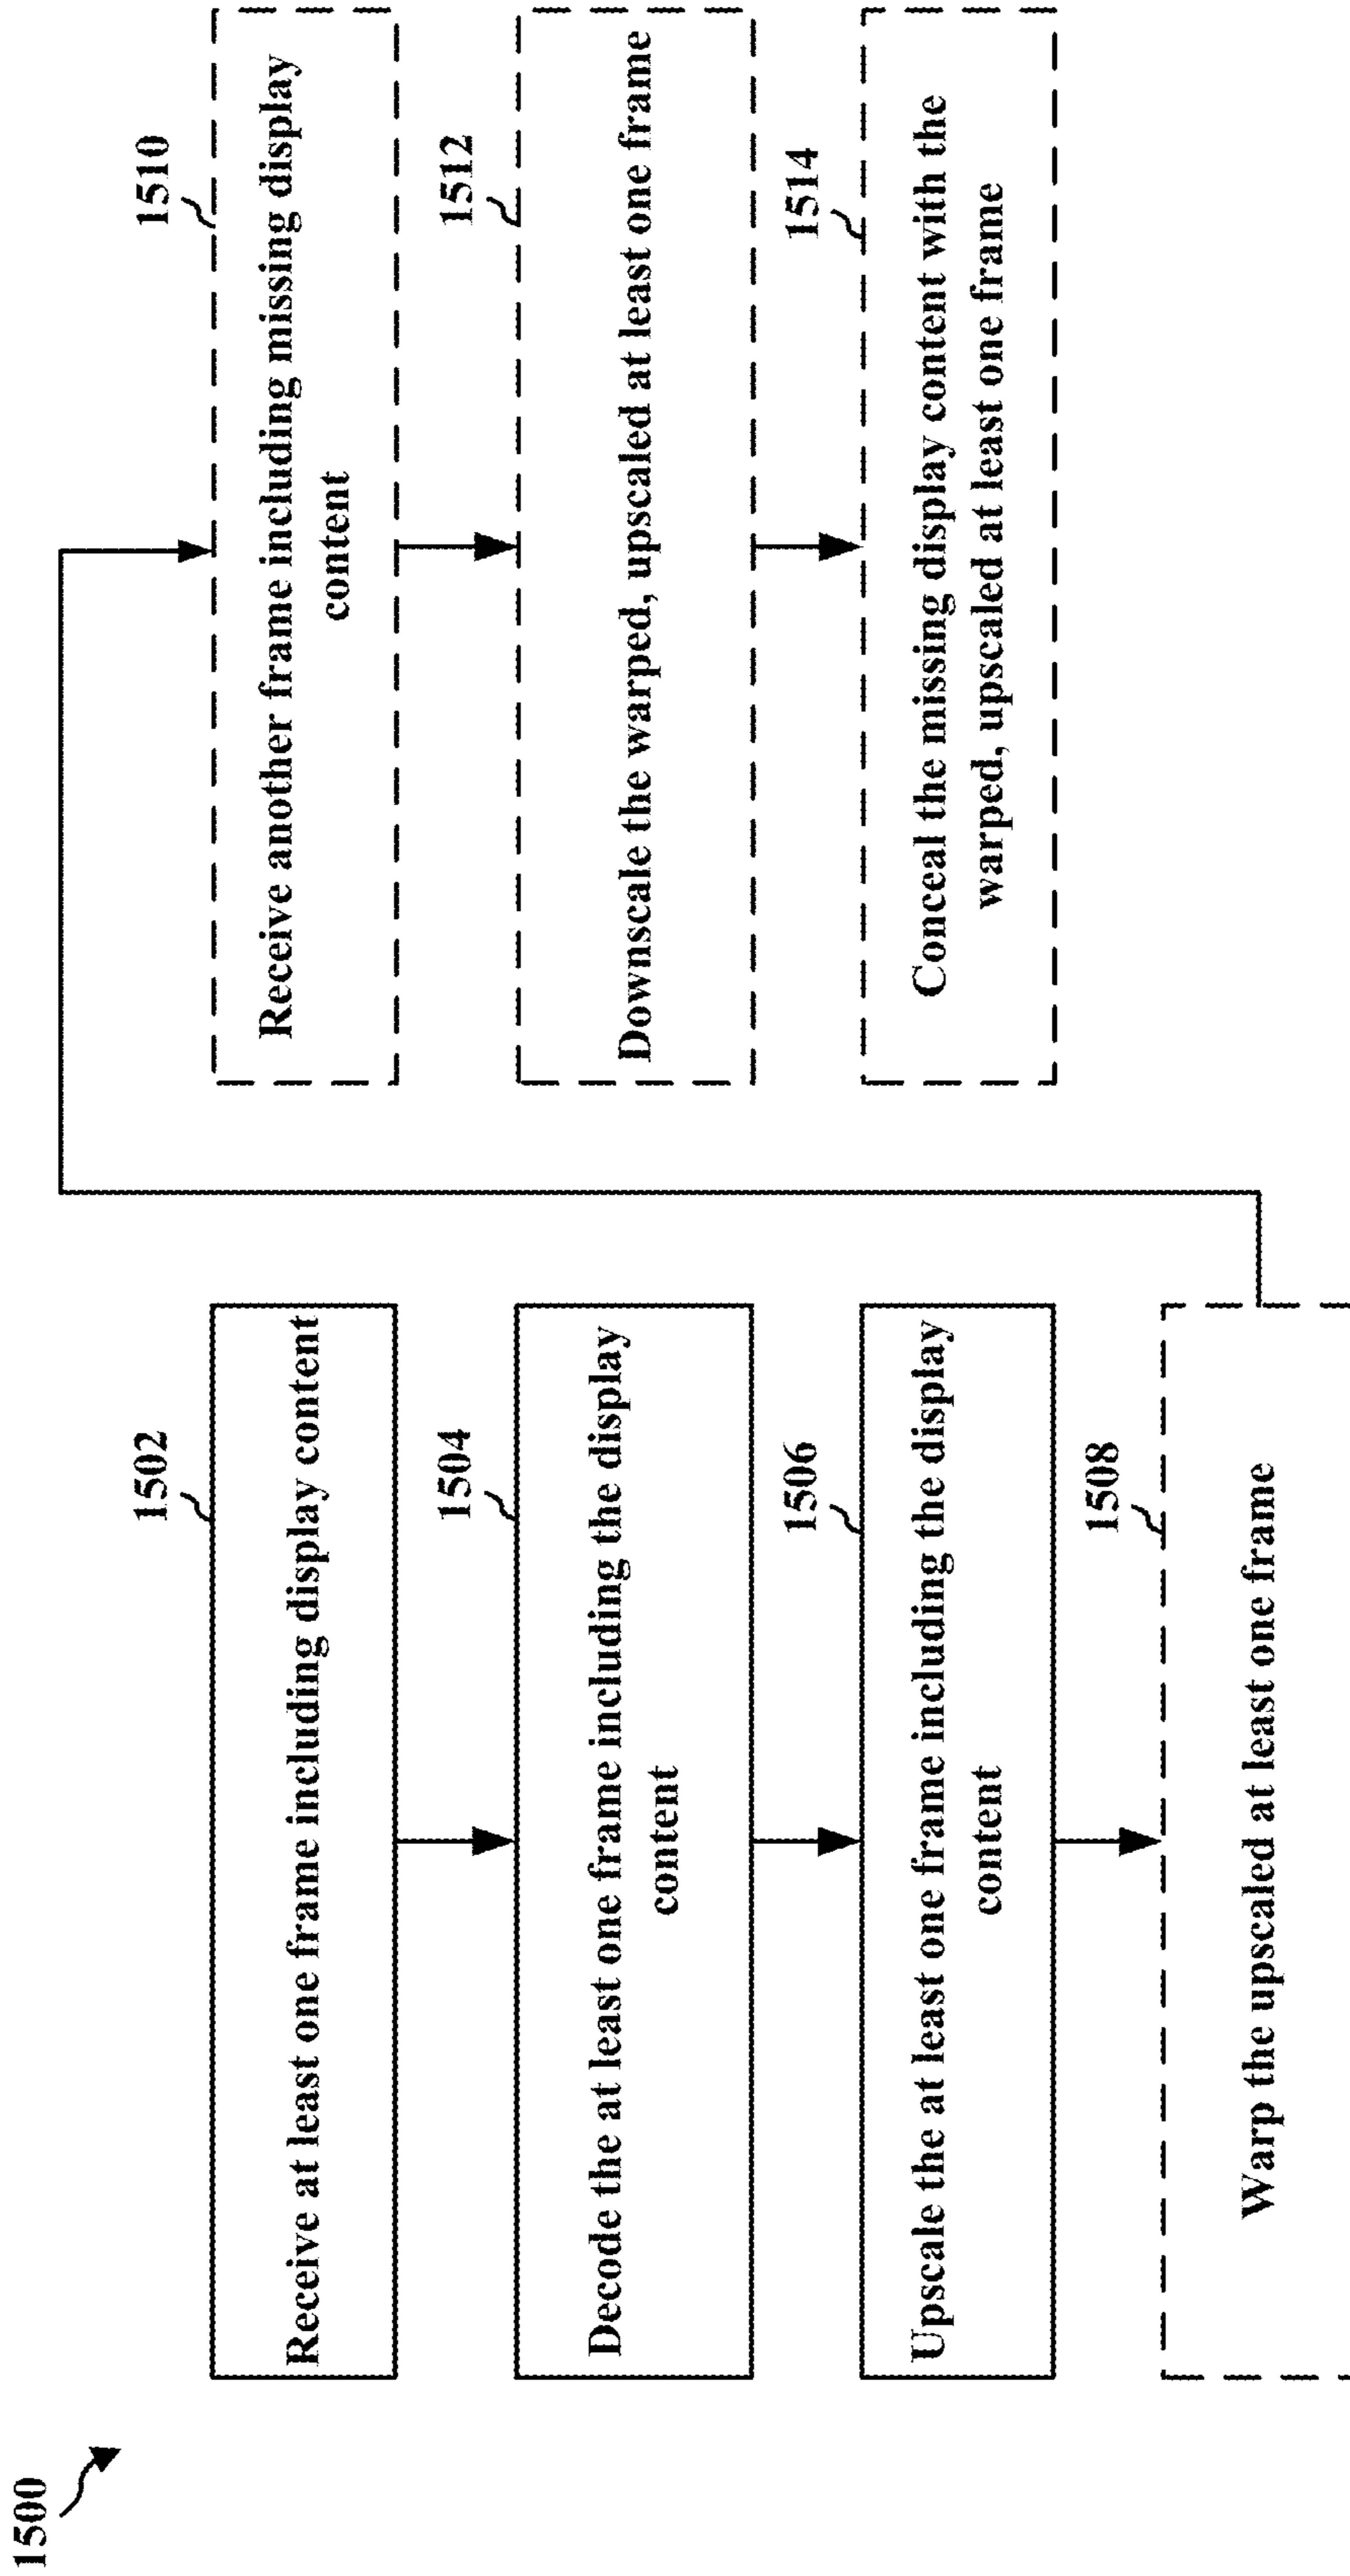 1500
1502
Receive at least one frame including display content
1504
Decode the at least one frame including the display
content
1506
Upscale the at least one frame including the display
content
1508
Warp the upscaled at least one frame
1510
Receive another frame including missing display
content
1512
Downscale the warped, upscaled at least one frame
1514
Conceal the missing display content with the
warped, upscaled at least one frame